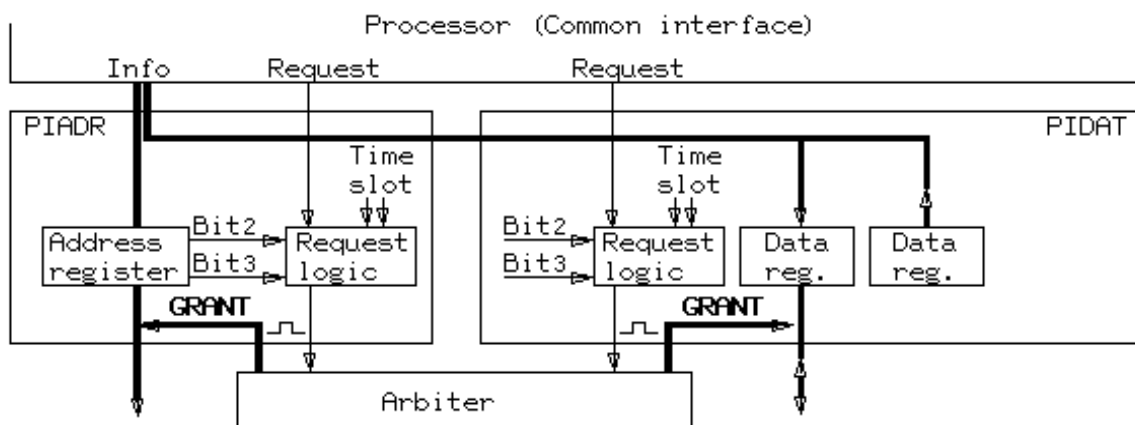 Processor (Common interface)
Info
Request
Request
PIADR
PIDAT
Time
slot
Time
slot
Bit2
Bit3
Address
register
Request
logic
Bit2
Bit3
Request
logic
Data
reg.
Data
reg.
GRANT
GRANT
Arbiter